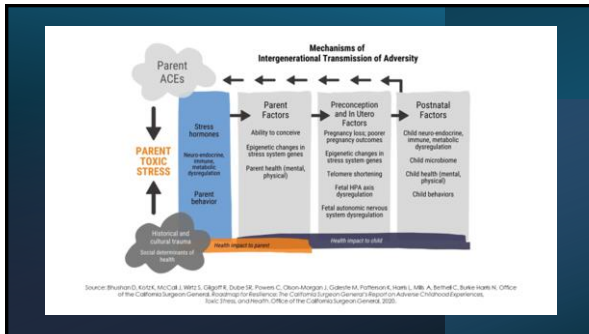 Mechanisms of
Intergenerational Transmission of Adversity
Parent
ACEs
PARENT
TOXIC
STRESS
Historical and
cultural trauma
Social determinants of
health
Stress
hormones
Neuro-endocrine,
immune,
metabolic
dysregulation
Parent
behavior
Parent
Factors
Ability to conceive
Epigenetic changes in
stress system genes
Parent health (mental,
physical)
Preconception
and In Utero
Factors
Pregnancy loss, poorer
pregnancy outcomes
Epigenetic changes in
stress system genes
Telomere shortening
Fetal HPA axis
dysregulation
Fetal autonomic nervous
system dysregulation
Postnatal
Factors
Child neuro-endocrine,
immune, metabolic
dysregulation
Child microbiome
Child health (mental,
physical)
Child behaviors
Health impact to parent
Health impact to child
Source: Bhushan D, Kotz K, McCall J, Wirtz S, Gilgoff R, Dube SR, Powers C, Olson-Morgan J, Galeste M, Patterson K, Harris L, Mills A, Bethell C, Burke Harris N, Office
of the California Surgeon General. Roadmap for Resilience: The California Surgeon General's Report on Adverse Childhood Experiences,
Toxic Stress, and Health. Office of the California Surgeon General, 2020.